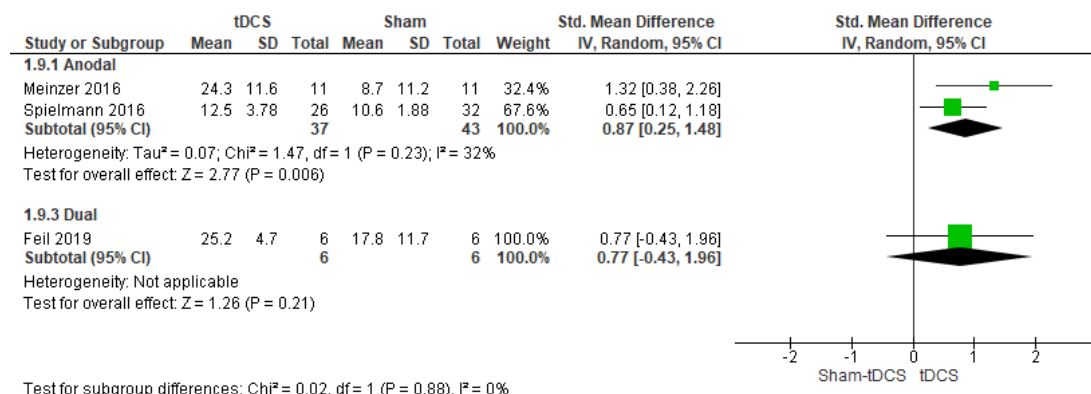 tDCS Sham Std. Mean Difference Std. Mean Difference
Study or Subgroup Mean SD Total Mean SD Total Weight IV, Random, 95% CI IV, Random, 95% CI
1.9.1 Anodal
Meinzer 2016 24.3 11.6 11 8.7 11.2 11 32.4% 1.32 [0.38, 2.26]
Spielmann 2016 12.5 3.78 26 10.6 1.88 32 67.6% 0.65 [0.12, 1.18]
Subtotal (95% CI) 37 43 100.0% 0.87 [0.25, 1.48]
Heterogeneity: Tau² = 0.07; Chi² = 1.47, df = 1 (P = 0.23); I² = 32%
Test for overall effect: Z = 2.77 (P = 0.006)
1.9.3 Dual
Feil 2019 25.2 4.7 6 17.8 11.7 6 100.0% 0.77 [-0.43, 1.96]
Subtotal (95% CI) 6 6 100.0% 0.77 [-0.43, 1.96]
Heterogeneity: Not applicable
Test for overall effect: Z = 1.26 (P = 0.21)
-2 -1 0 1 2
Sham-tDCS tDCS
Test for subgroup differences: Chi² = 0.02, df = 1 (P = 0.88), I² = 0%